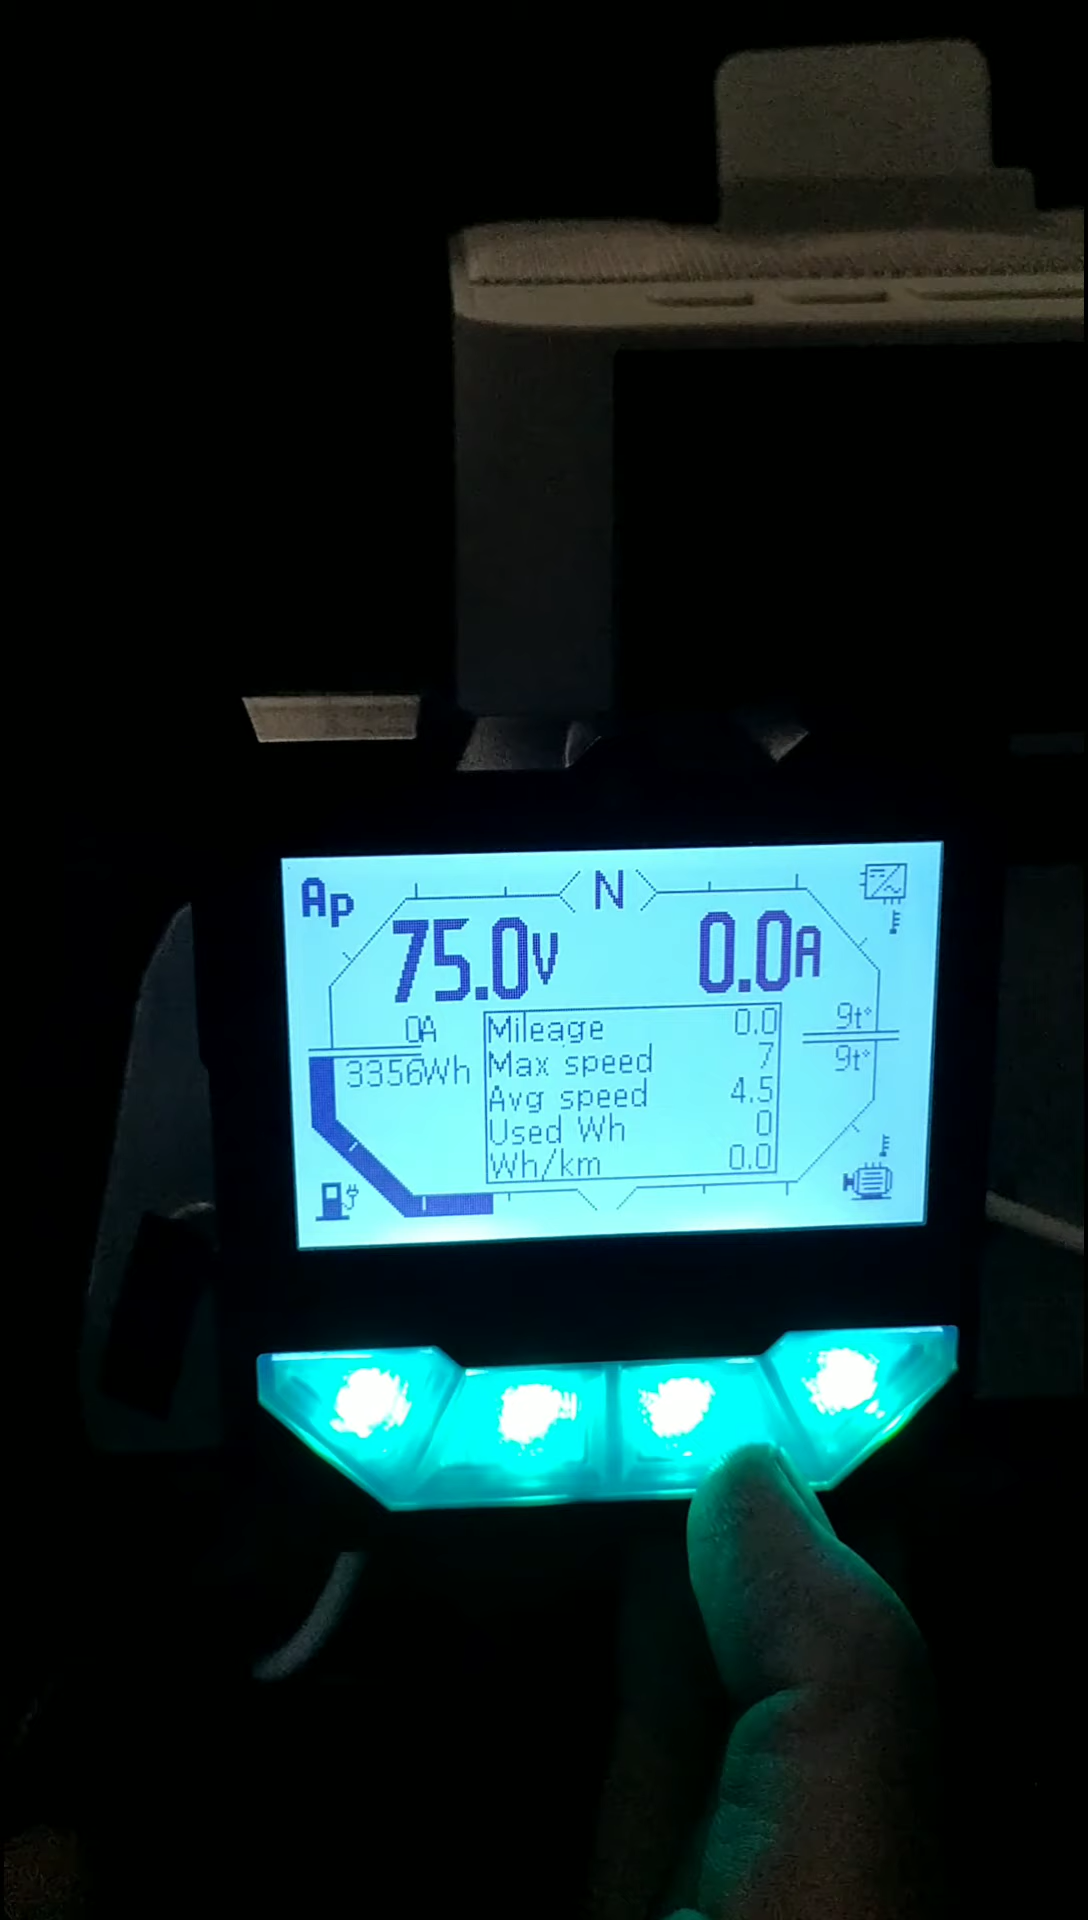 Ap
N
75.0V
0.0A
0A
3356Wh
Mileage 0.0
Max speed 7
Avg speed 4.5
Used Wh 0
Wh/km 0.0
9t°
9t°